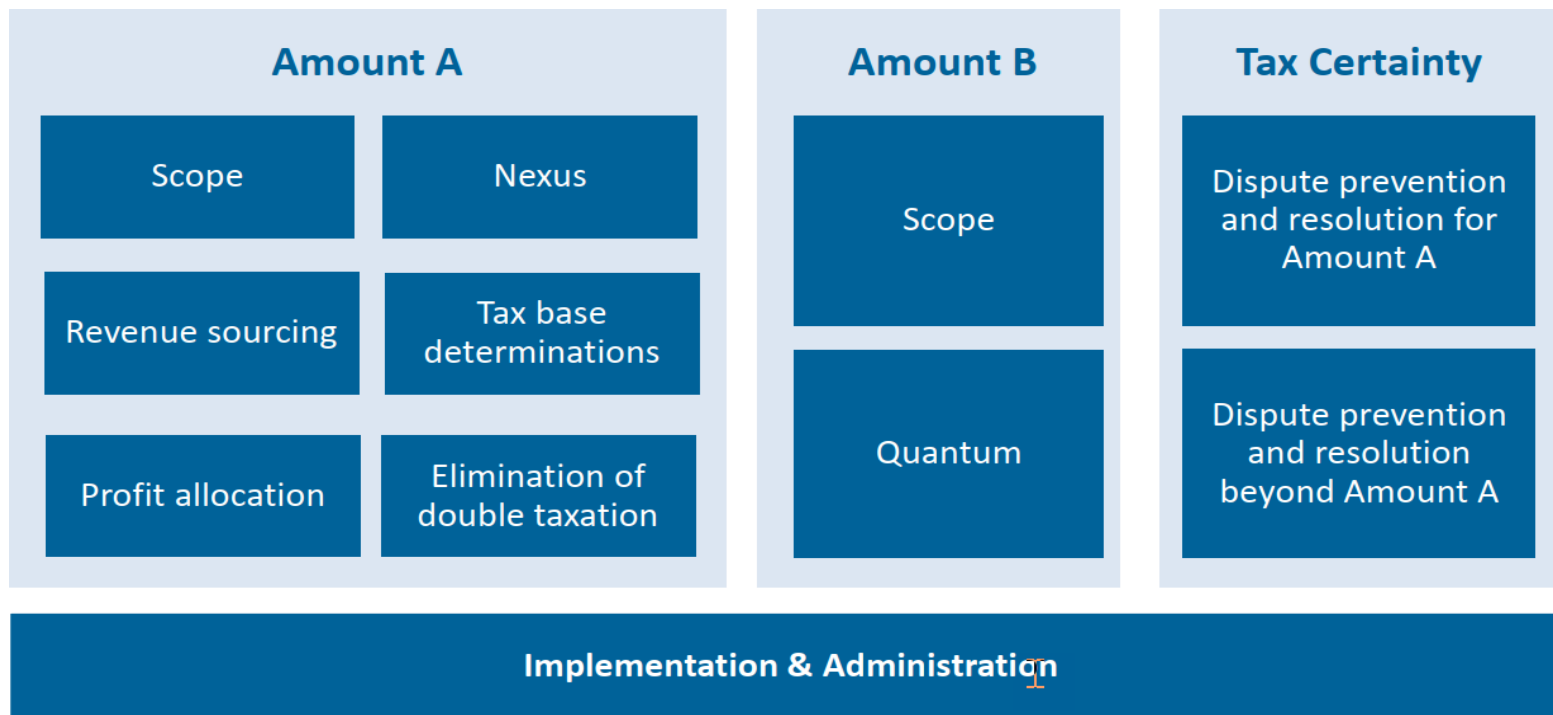 Amount A
Scope
Nexus
Revenue sourcing
Tax base
determinations
Profit allocation
Elimination of
double taxation
Amount B
Scope
Quantum
Tax Certainty
Dispute prevention
and resolution for
Amount A
Dispute prevention
and resolution
beyond Amount A
Implementation & Administration